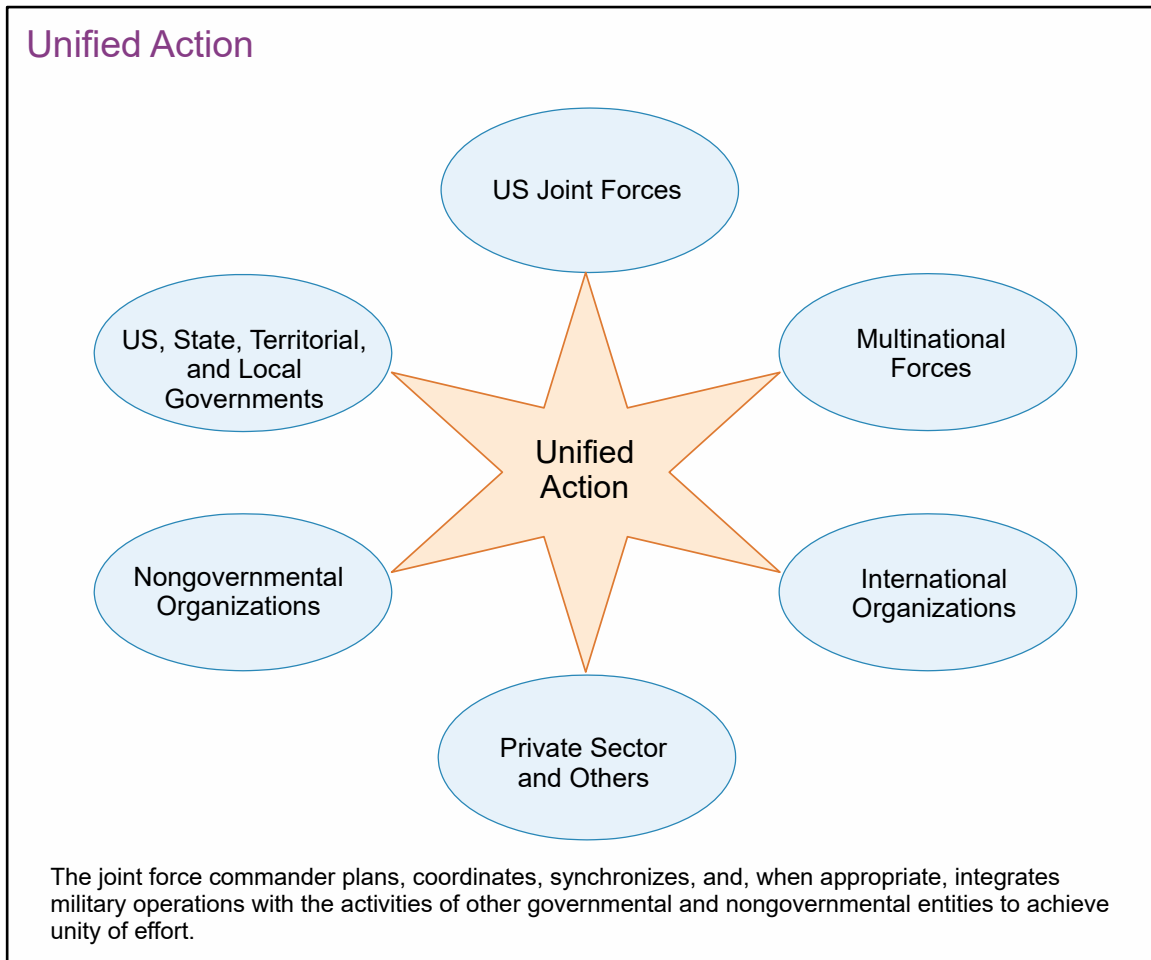 Unified Action
US Joint Forces
US, State, Territorial,
and Local
Governments
Multinational
Forces
Unified
Action
Nongovernmental
Organizations
International
Organizations
Private Sector
and Others
The joint force commander plans, coordinates, synchronizes, and, when appropriate, integrates
military operations with the activities of other governmental and nongovernmental entities to achieve
unity of effort.